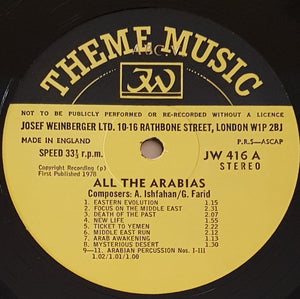 THEME MUSIC
JW
NOT TO BE PUBLICLY PERFORMED OR RE-RECORDED WITHOUT A LICENCE
JOSEF WEINBERGER LTD. 10-16 RATHBONE STREET, LONDON W1P 2BJ
MADE IN ENGLAND P.R.S—ASCAP
SPEED 33⅓ r.p.m. JW 416 A
STEREO
Copyright Recording (p)
First Published 1978
ALL THE ARABIAS
Composers: A. Ishfahan/G. Farid
1. EASTERN EVOLUTION 1.15
2. FOCUS ON THE MIDDLE EAST 2.31
3. DEATH OF THE PAST 2.07
4. NEW LIFE 1.55
5. TICKET TO YEMEN 2.22
6. MIDDLE EAST RUN 2.12
7. ARAB AWAKENING 1.13
8. MYSTERIOUS DESERT 1.30
9—11. ARABIAN PERCUSSION Nos. I-III
1.02/1.01/1.00